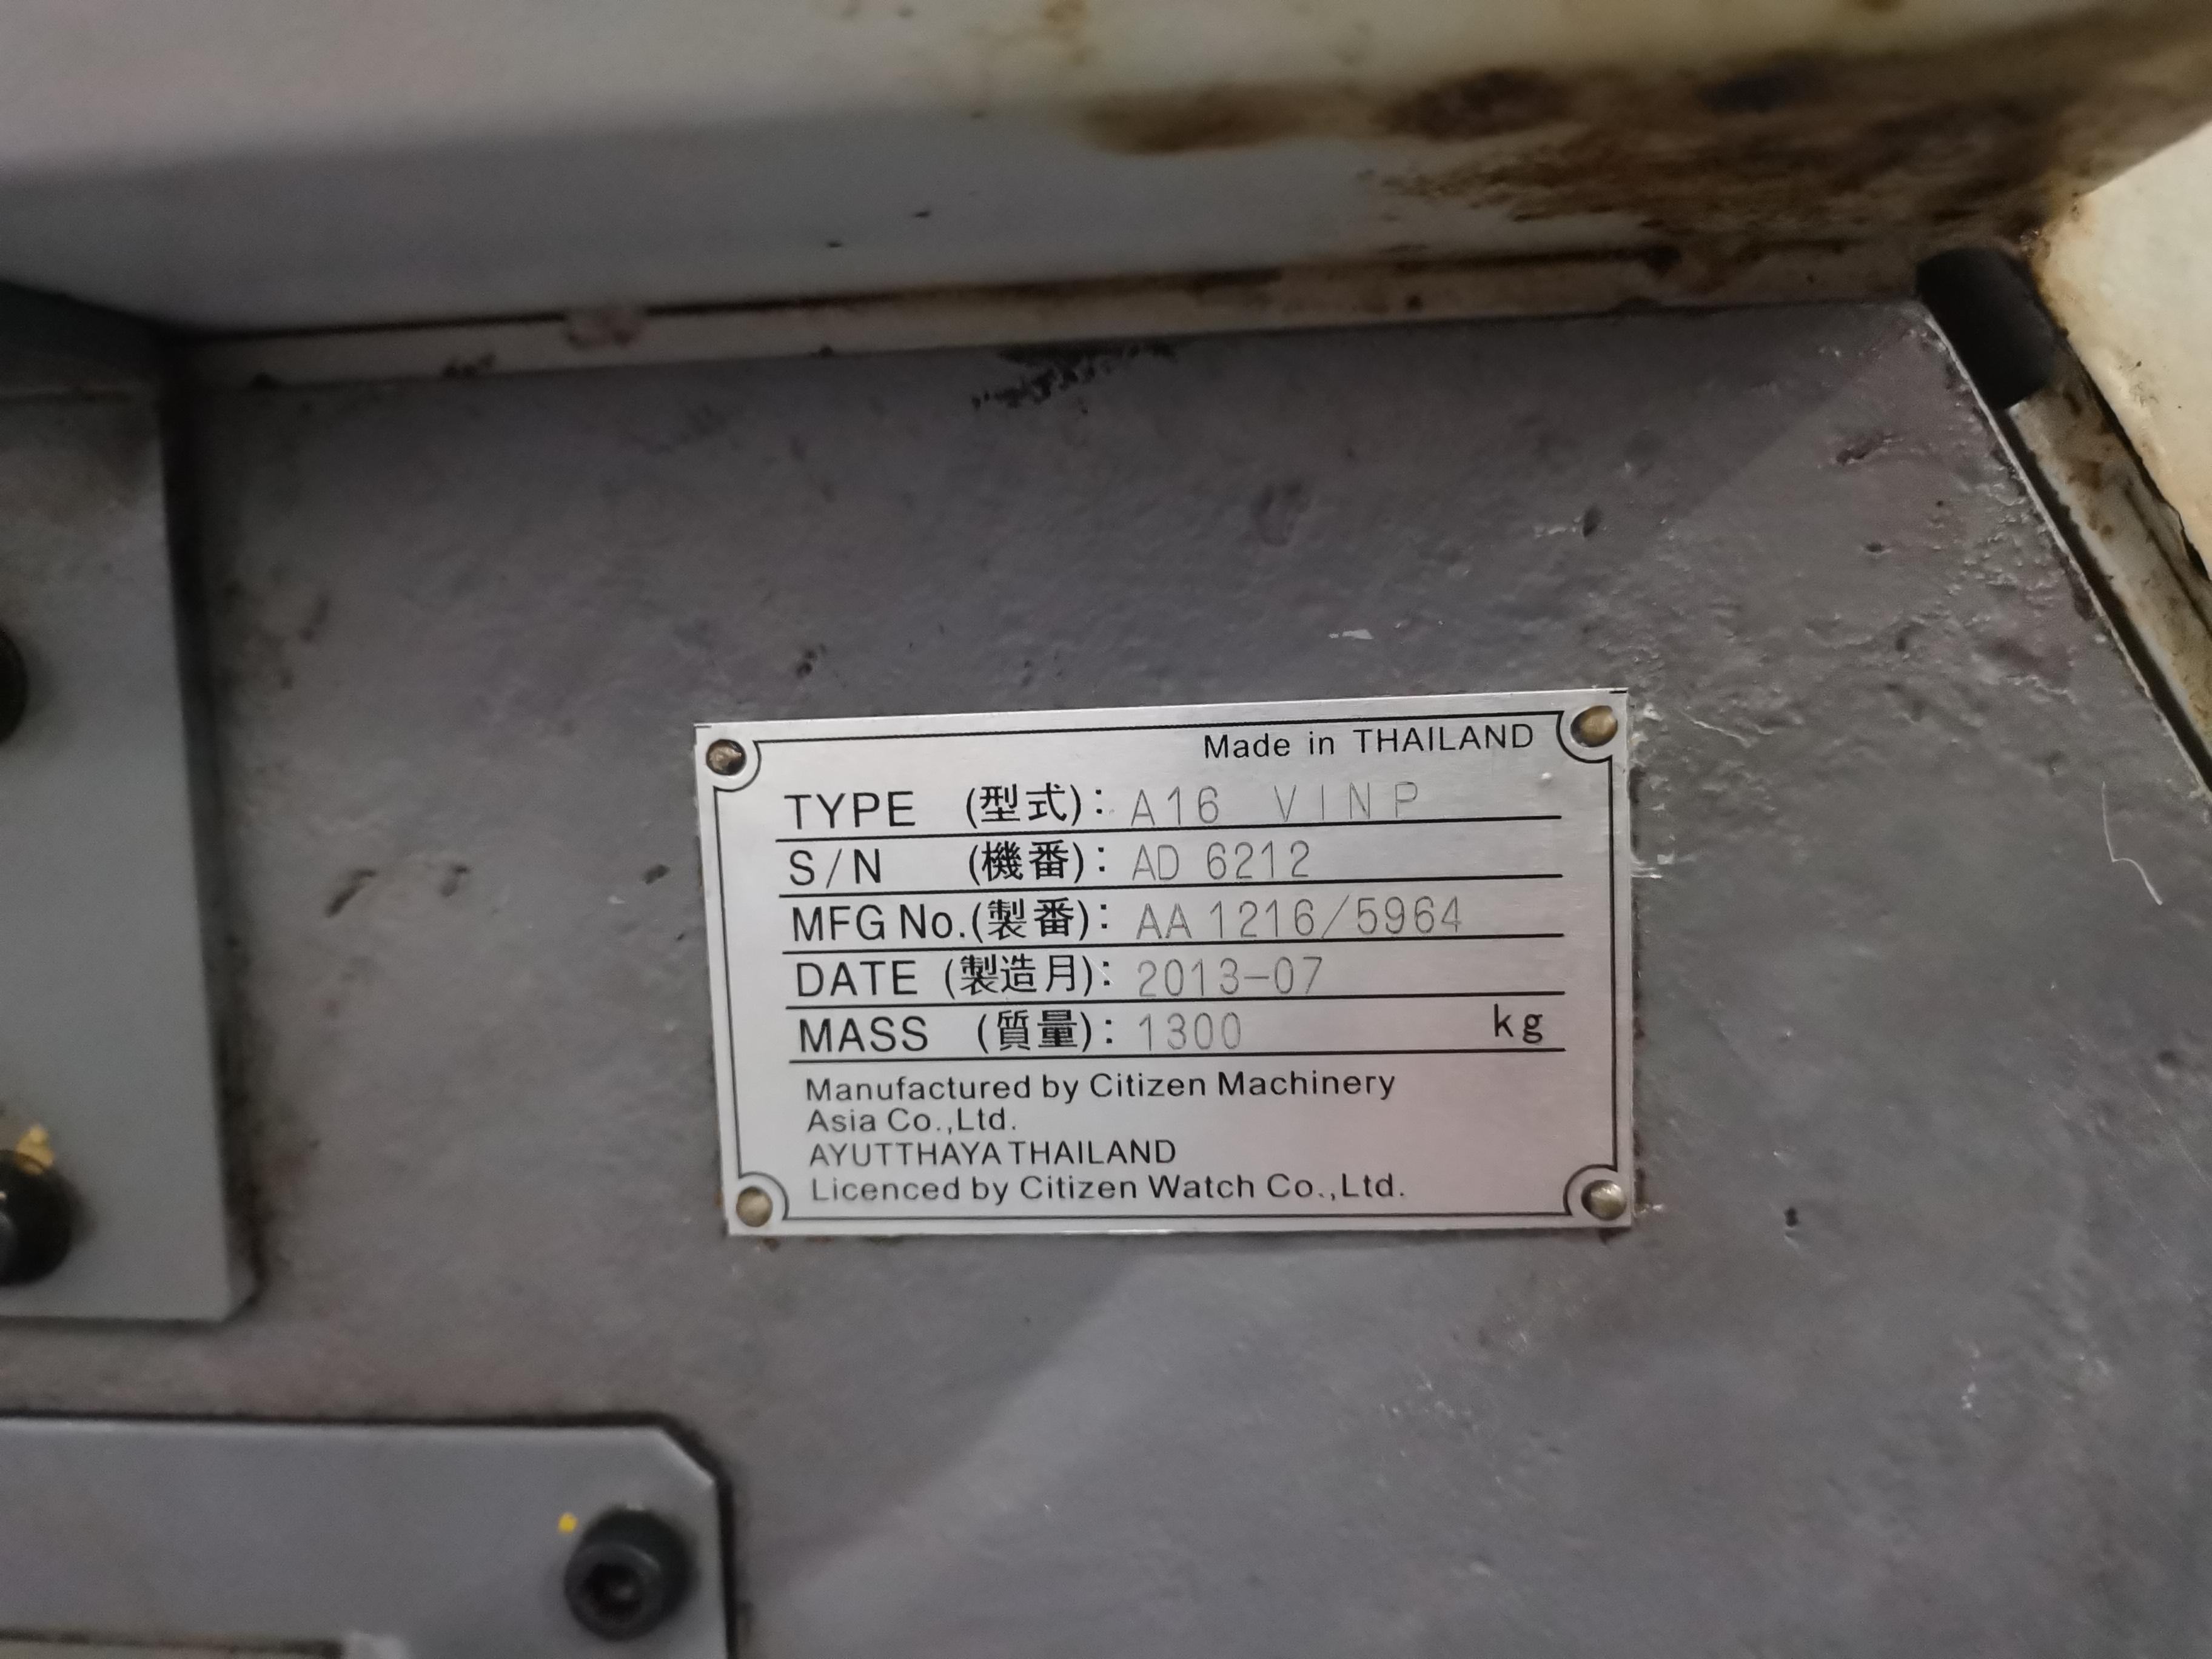 Made in THAILAND
TYPE (型式): A16 VINP
S/N (機番): AD 6212
MFG No.(製番): AA1216/5964
DATE (製造月): 2013-07
MASS (質量): 1300 kg
Manufactured by Citizen Machinery
Asia Co.,Ltd.
AYUTTHAYA THAILAND
Licenced by Citizen Watch Co.,Ltd.